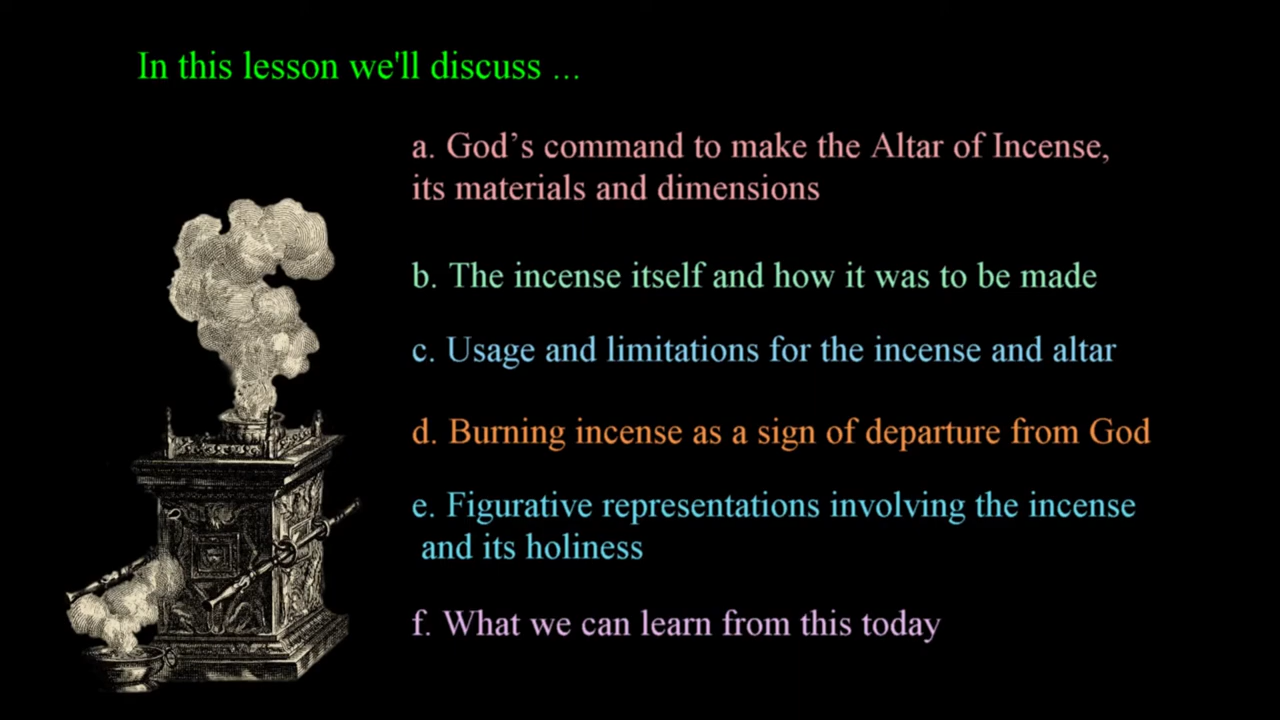 In this lesson we'll discuss ...
a. God’s command to make the Altar of Incense,
its materials and dimensions
b. The incense itself and how it was to be made
c. Usage and limitations for the incense and altar
d. Burning incense as a sign of departure from God
e. Figurative representations involving the incense
and its holiness
f. What we can learn from this today